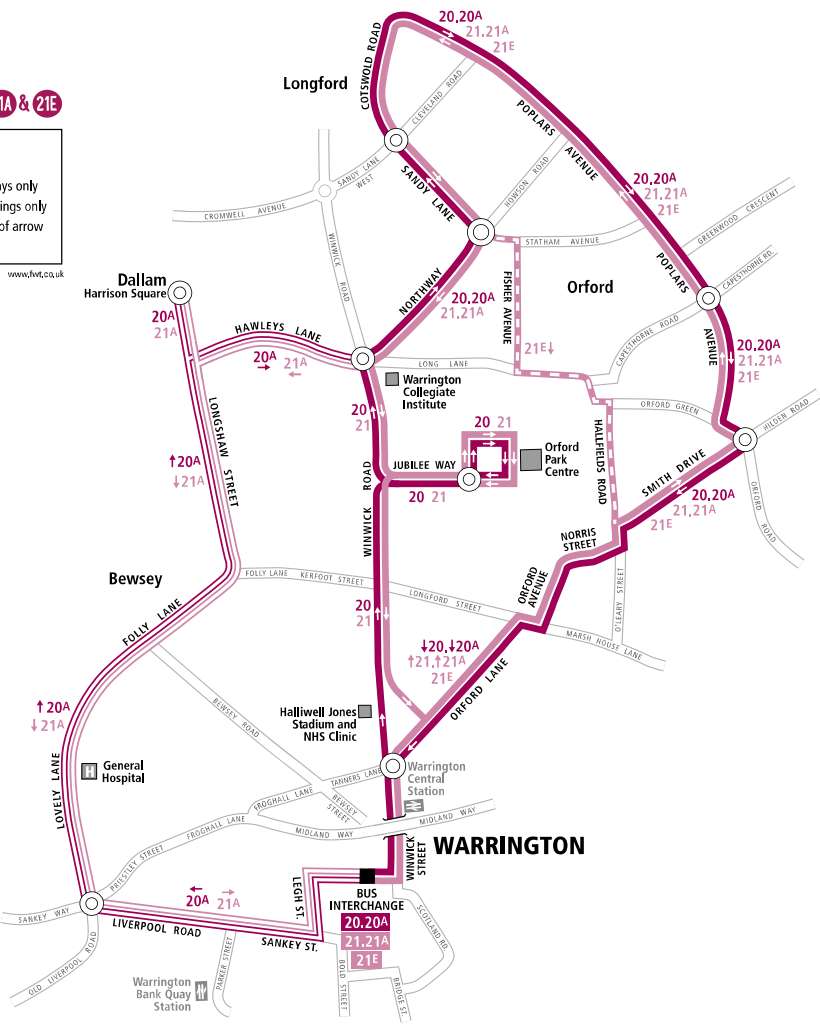 20,20A
21,21A
21E
COTSWOLD ROAD
Longford
CLEVELAND ROAD
1A & 21E
POPLARS
AVENUE
ys only
ings only
of arrow
SANDY LANE
WEST
SANDY LANE
HOWSON ROAD
20,20A
21,21A
21E
CROMWELL AVENUE
GREENWOOD CRESCENT
STATHAM AVENUE
WINWICK
ROAD
POPLARS
CAPESTHORNE RD.
www.fwt.co.uk
Dallam
Harrison Square
NORTHWAY
FISHER AVENUE
Orford
20,20A
21,21A
20A
21A
HAWLEYS LANE
CAPESTHORNE ROAD
AVENUE
21E↓
20,20A
21,21A
21E
20A
→
21A
←
LONG LANE
Warrington
Collegiate
Institute
LONGSHAW
STREET
20
21
20 21
ORFORD GREEN
HILDEN ROAD
HALLFIELDS ROAD
Orford
Park
Centre
JUBILEE WAY
↑20A
↓21A
20 21
SMITH DRIVE
20,20A
21,21A
21E
ORFORD
ROAD
WINWICK
ROAD
NORRIS
STREET
Bewsey
FOLLY LANE
KERFOOT STREET
LONGFORD STREET
ORFORD
AVENUE
O'LEARY STREET
FOLLY LANE
20
21
MARSH HOUSE LANE
↓20,↓20A
↑21,↑21A
21E
ORFORD LANE
↑20A
↓21A
BEWSEY ROAD
Halliwell Jones
Stadium and
NHS Clinic
LOVELY LANE
H
General
Hospital
TANNERS LANE
Warrington
Central
Station
BEWSEY
STREET
FROGHALL LANE
FROGHALL LANE
MIDLAND WAY
MIDLAND WAY
PRIESTLEY STREET
WARRINGTON
WINWICK
STREET
←
20A
→
21A
LEGH ST.
BUS
INTERCHANGE
20,20A
21,21A
21E
SANKEY WAY
LIVERPOOL ROAD
SANKEY ST.
SCOTLAND RD.
OLD LIVERPOOL ROAD
PARKER STREET
BOLD STREET
BRIDGE ST.
Warrington
Bank Quay
Station